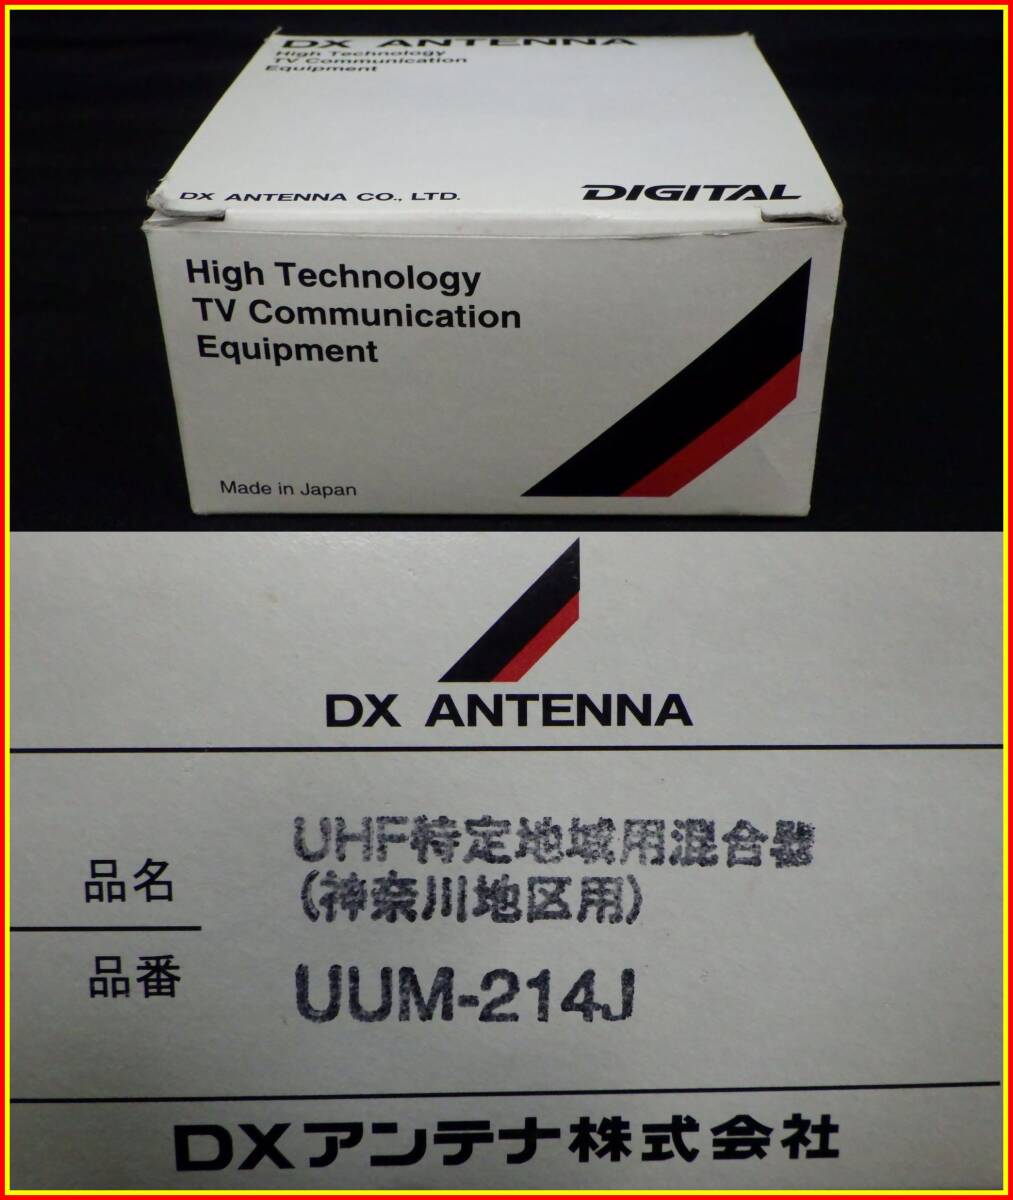 DX ANTENNA
High Technology
TV Communication
Equipment
DX ANTENNA CO., LTD.
DIGITAL
High Technology
TV Communication
Equipment
Made in Japan
DX ANTENNA
品名
UHF特定地域用混合器
(神奈川地区用)
品番
UUM-214J
DXアンテナ株式会社